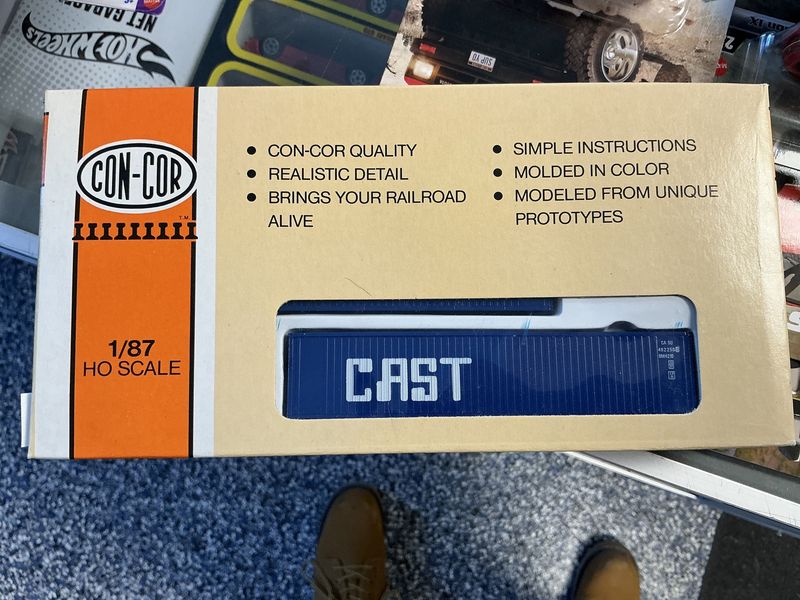 HOT WHEELS
CON-COR
T.M.
1/87
HO SCALE
• CON-COR QUALITY
• REALISTIC DETAIL
• BRINGS YOUR RAILROAD
ALIVE
• SIMPLE INSTRUCTIONS
• MOLDED IN COLOR
• MODELED FROM UNIQUE
PROTOTYPES
CAST